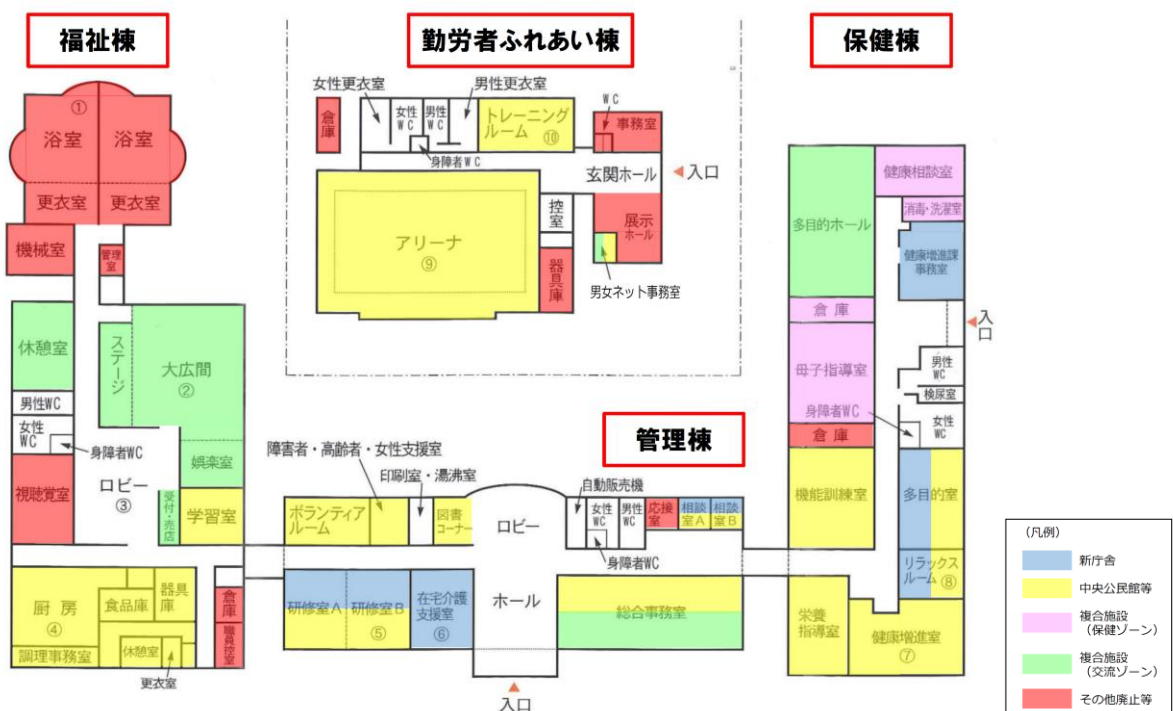 福祉棟
勤労者ふれあい棟
保健棟
①
浴室
浴室
更衣室
更衣室
機械室
管理室
休憩室
ステージ
大広間
②
男性WC
女性
WC
身障者WC
娯楽室
視聴覚室
ロビー
③
受付・売店
学習室
厨房
④
食品庫
器具
庫
調理事務室
休憩室
更衣室
倉庫
職員控室
女性更衣室
男性更衣室
倉庫
女性
WC
男性
WC
身障者WC
トレーニング
ルーム
⑩
WC
事務室
玄関ホール
入口
アリーナ
⑨
控室
展示
ホール
器具庫
男女ネット事務室
管理棟
障害者・高齢者・女性支援室
印刷室・湯沸室
ボランティア
ルーム
図書
コーナー
ロビー
自動販売機
女性
WC
男性
WC
身障者WC
応接
室
相談
室A
相談
室B
研修室A
研修室B
⑤
在宅介護
支援室
⑥
ホール
総合事務室
入口
健康相談室
消毒・洗濯室
多目的ホール
健康増進課
事務室
倉庫
入口
母子指導室
男性
WC
検尿室
身障者WC
女性
WC
倉庫
機能訓練室
多目的室
リラックス
ルーム
⑧
栄養
指導室
健康増進室
⑦
(凡例)
新庁舎
中央公民館等
複合施設
(保健ゾーン)
複合施設
(交流ゾーン)
その他廃止等